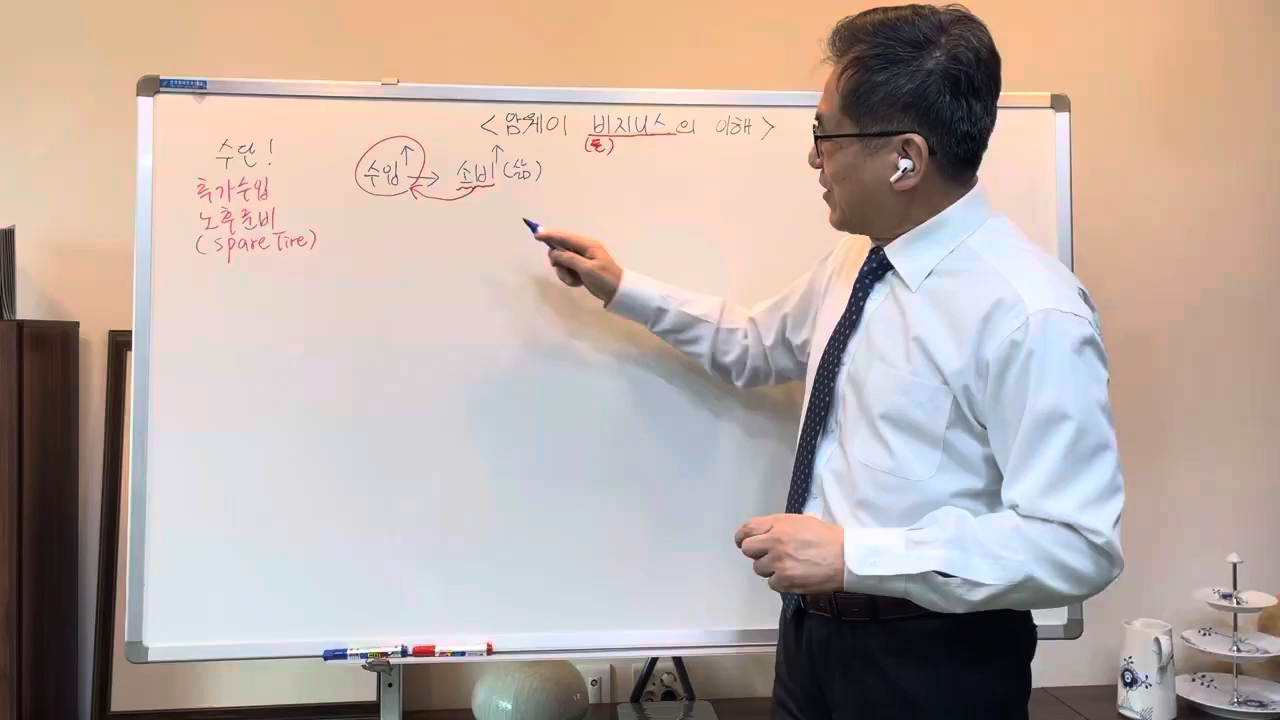 <암웨이 비지니스의 이해>
(돈)
수단!
추가수입
노후준비
(spare Tire)
수입↑ → 소비↑ (삶)